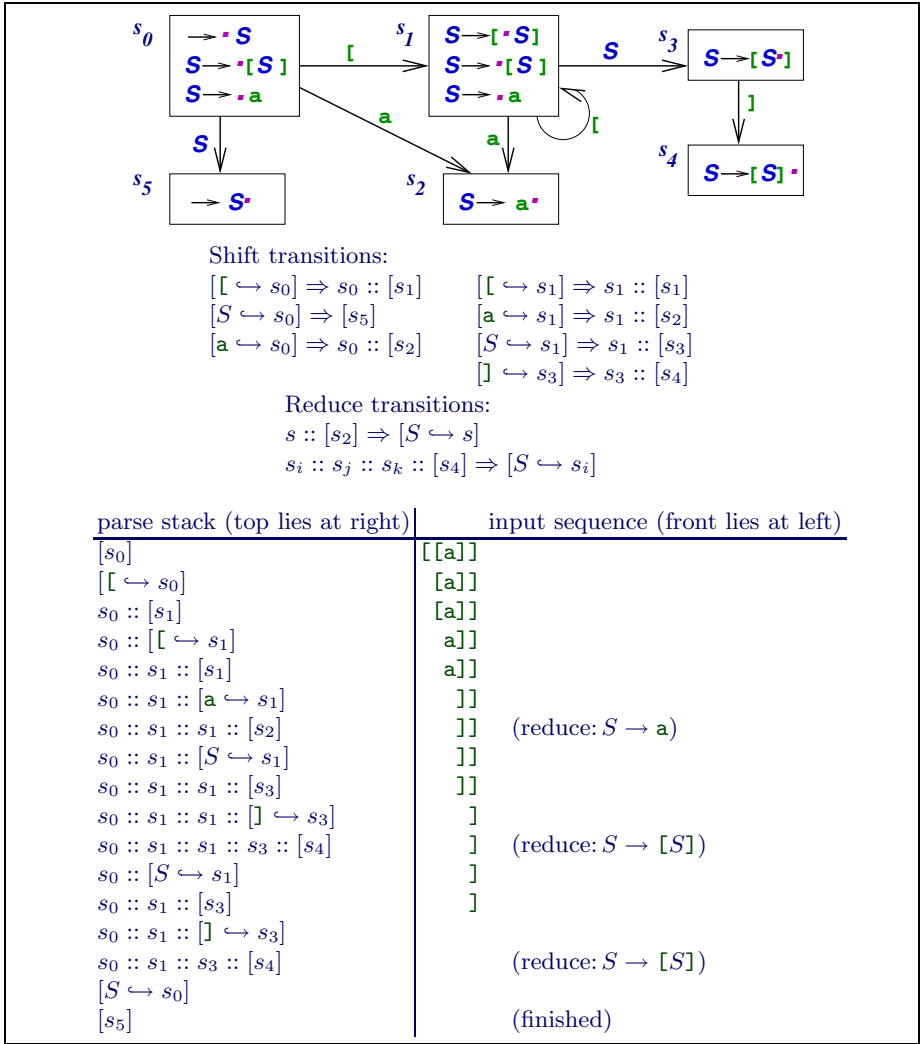 s0 → ▪ S
S → ▪[S ]
S → ▪ a
[
s1 S → [▪S]
S → ▪[S ]
S → ▪ a
S
s3 S → [S▪]
a
S
a
[
]
s4 S → [S] ▪
s5 → S▪
s2 S → a▪
Shift transitions:
[[ ↪ s0] ⇒ s0 :: [s1] [[ ↪ s1] ⇒ s1 :: [s1]
[S ↪ s0] ⇒ [s5] [a ↪ s1] ⇒ s1 :: [s2]
[a ↪ s0] ⇒ s0 :: [s2] [S ↪ s1] ⇒ s1 :: [s3]
[] ↪ s3] ⇒ s3 :: [s4]
Reduce transitions:
s :: [s2] ⇒ [S ↪ s]
si :: sj :: sk :: [s4] ⇒ [S ↪ si]
parse stack (top lies at right) input sequence (front lies at left)
[s0] [[a]]
[[ ↪ s0] [a]]
s0 :: [s1] [a]]
s0 :: [[ ↪ s1] a]]
s0 :: s1 :: [s1] a]]
s0 :: s1 :: [a ↪ s1] ]]
s0 :: s1 :: s1 :: [s2] ]] (reduce: S → a)
s0 :: s1 :: [S ↪ s1] ]]
s0 :: s1 :: s1 :: [s3] ]]
s0 :: s1 :: s1 :: [] ↪ s3] ]
s0 :: s1 :: s1 :: s3 :: [s4] ] (reduce: S → [S])
s0 :: [S ↪ s1] ]
s0 :: s1 :: [s3] ]
s0 :: s1 :: [] ↪ s3]
s0 :: s1 :: s3 :: [s4] (reduce: S → [S])
[S ↪ s0]
[s5] (finished)